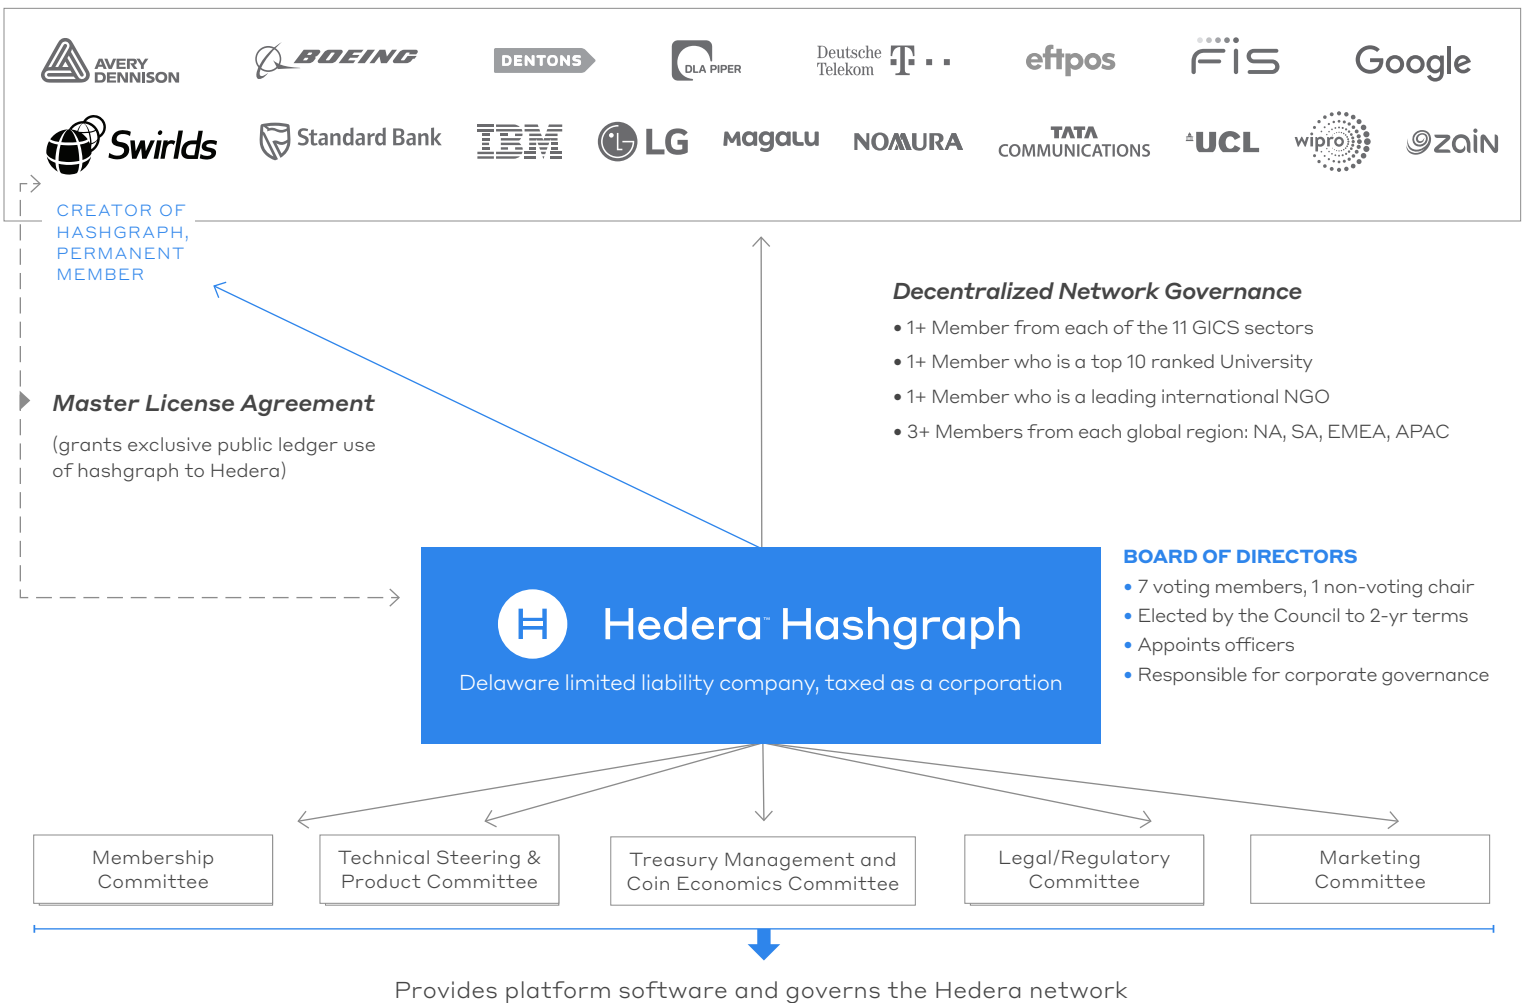 AVERY
DENNISON
BOEING
DENTONS
DLA PIPER
Deutsche
Telekom
T
eftpos
FIS
Google
Swirlds
Standard Bank
IBM
LG
Magalu
NOMURA
TATA
COMMUNICATIONS
UCL
wipro
zain
CREATOR OF
HASHGRAPH,
PERMANENT
MEMBER
Decentralized Network Governance
• 1+ Member from each of the 11 GICS sectors
• 1+ Member who is a top 10 ranked University
• 1+ Member who is a leading international NGO
• 3+ Members from each global region: NA, SA, EMEA, APAC
Master License Agreement
(grants exclusive public ledger use
of hashgraph to Hedera)
H
Hedera™ Hashgraph
Delaware limited liability company, taxed as a corporation
BOARD OF DIRECTORS
• 7 voting members, 1 non-voting chair
• Elected by the Council to 2-yr terms
• Appoints officers
• Responsible for corporate governance
Membership
Committee
Technical Steering &
Product Committee
Treasury Management and
Coin Economics Committee
Legal/Regulatory
Committee
Marketing
Committee
Provides platform software and governs the Hedera network